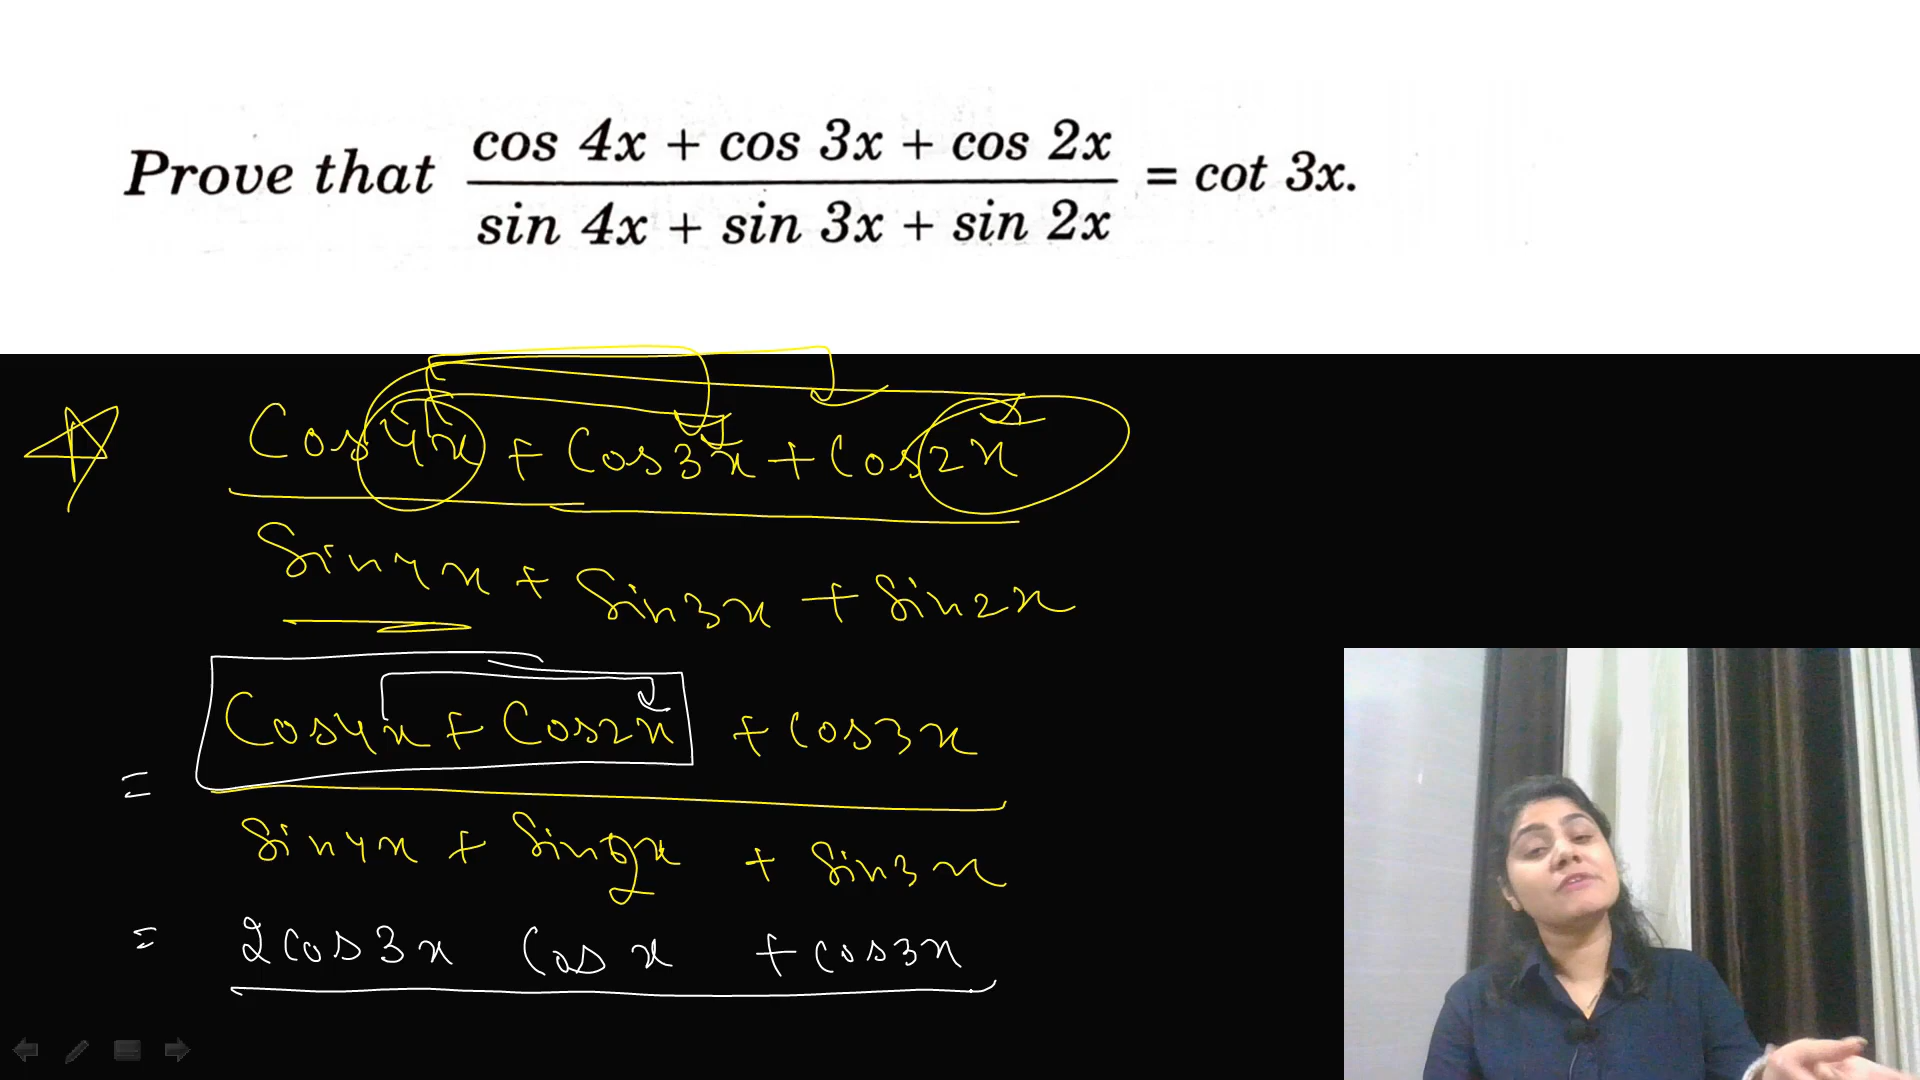 Prove that (cos 4x + cos 3x + cos 2x) / (sin 4x + sin 3x + sin 2x) = cot 3x.
Cos4x + Cos3x + Cos2x
Sin4x + Sin3x + Sin2x
= Cos4x + Cos2x + Cos3x
Sin4x + Sin2x + Sin3x
= 2Cos3x Cosx + Cos3x